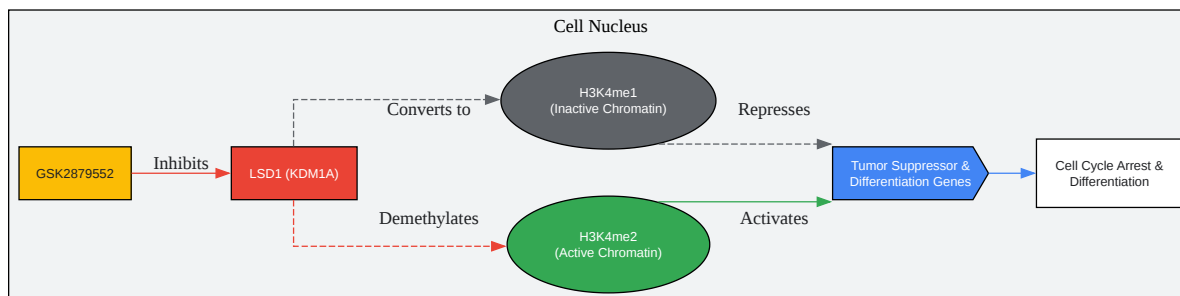 Cell Nucleus
H3K4me1
(Inactive Chromatin)
Converts to
Represses
GSK2879552
Inhibits
LSD1 (KDM1A)
Tumor Suppressor &
Differentiation Genes
Cell Cycle Arrest &
Differentiation
Demethylates
Activates
H3K4me2
(Active Chromatin)